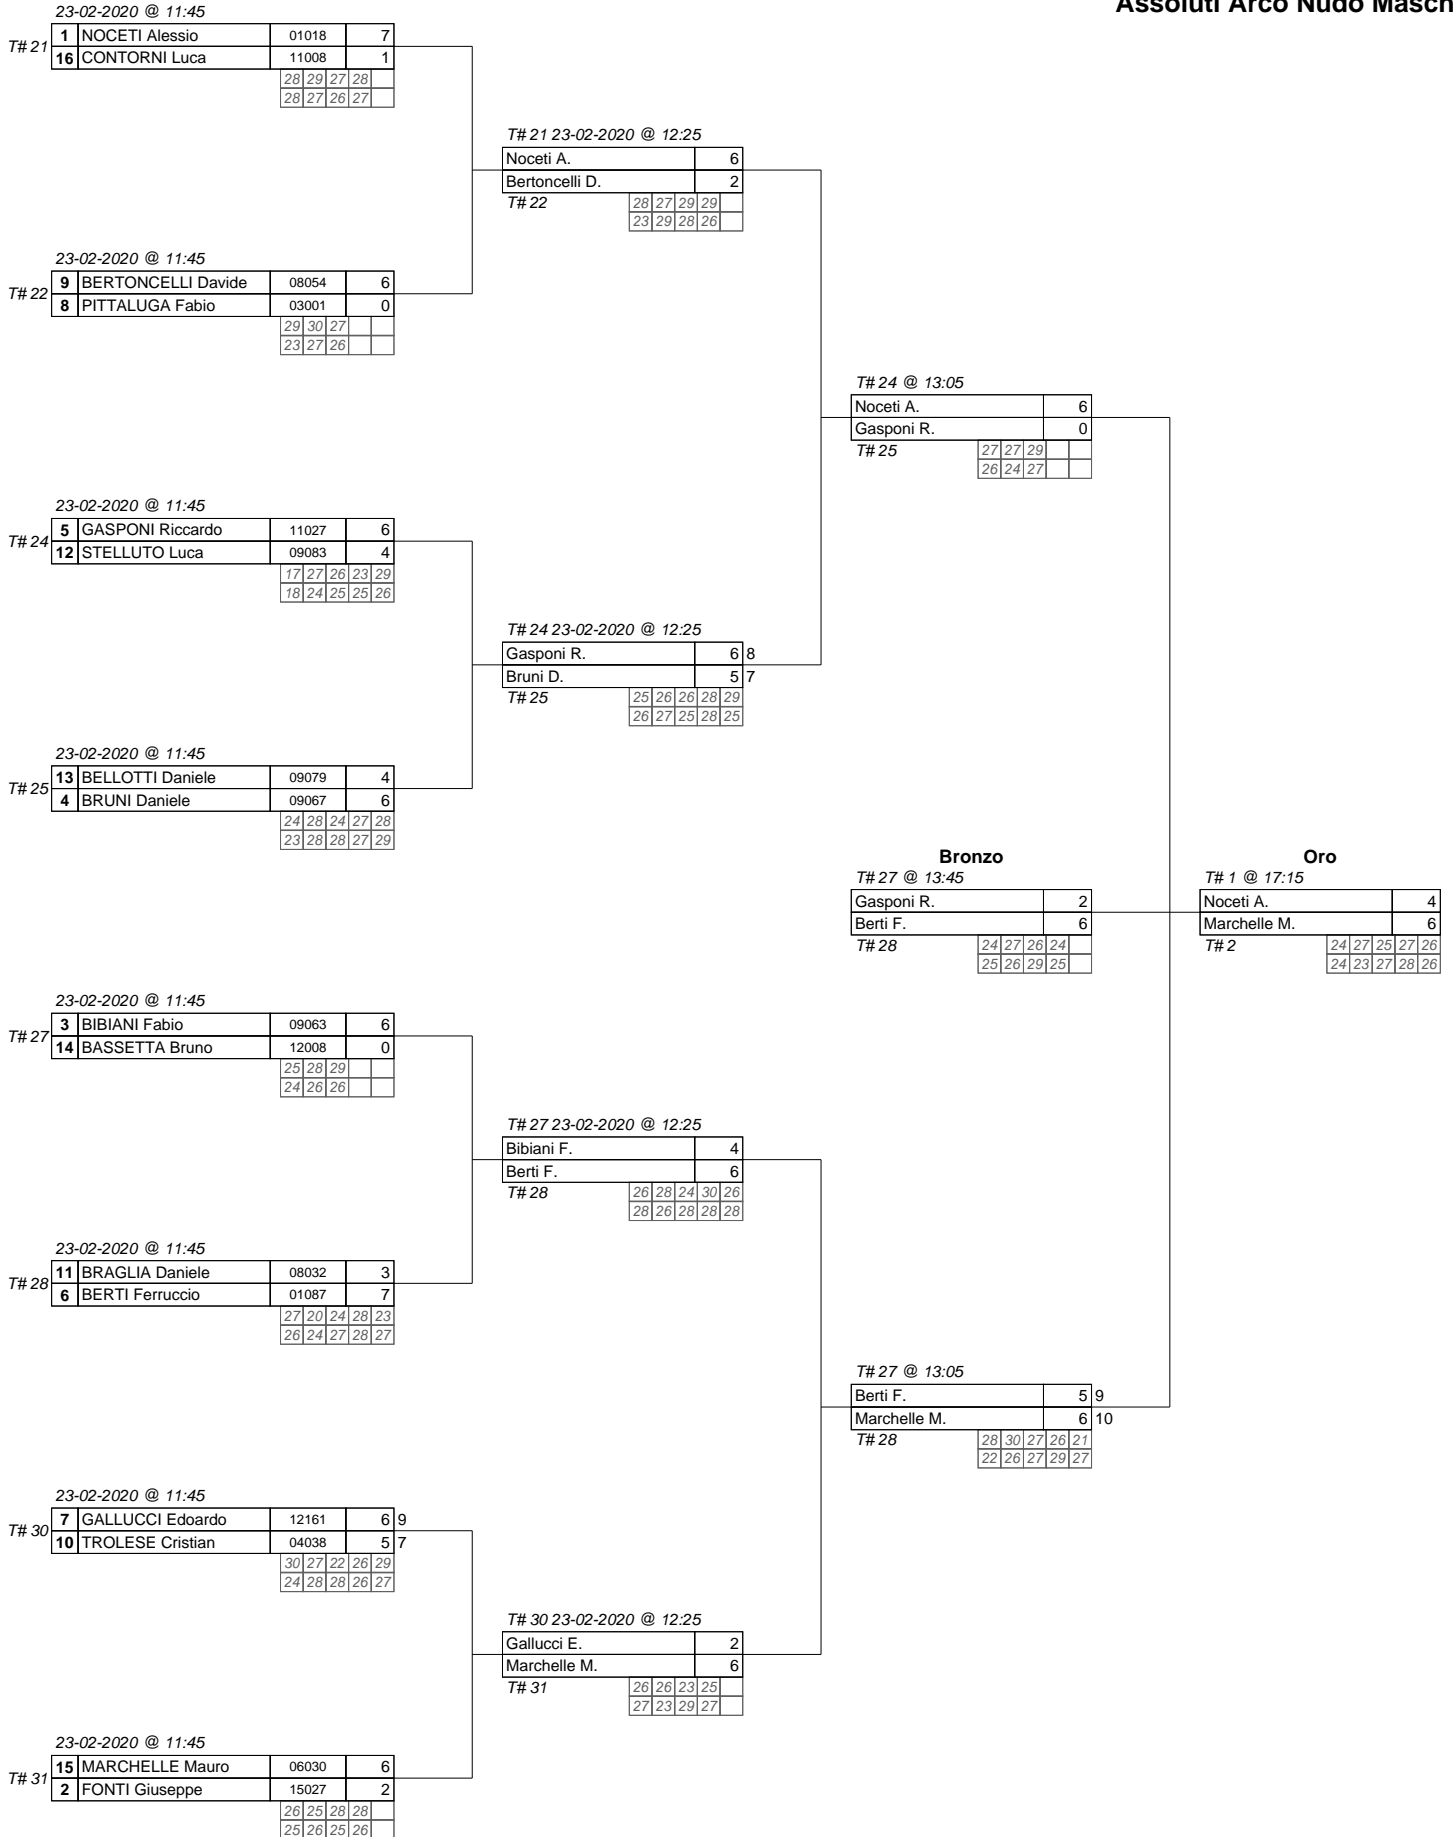 Assoluti Arco Nudo Masch
23-02-2020 @ 11:45
T# 21
1 NOCETI Alessio 01018 7
16 CONTORNI Luca 11008 1
28 29 27 28
28 27 26 27
T# 21 23-02-2020 @ 12:25
Noceti A. 6
Bertoncelli D. 2
T# 22 28 27 29 29
23 29 28 26
23-02-2020 @ 11:45
T# 22
9 BERTONCELLI Davide 08054 6
8 PITTALUGA Fabio 03001 0
29 30 27
23 27 26
T# 24 @ 13:05
Noceti A. 6
Gasponi R. 0
T# 25 27 27 29
26 24 27
23-02-2020 @ 11:45
T# 24
5 GASPONI Riccardo 11027 6
12 STELLUTO Luca 09083 4
17 27 26 23 29
18 24 25 25 26
T# 24 23-02-2020 @ 12:25
Gasponi R. 6 8
Bruni D. 5 7
T# 25 25 26 26 28 29
26 27 25 28 25
23-02-2020 @ 11:45
T# 25
13 BELLOTTI Daniele 09079 4
4 BRUNI Daniele 09067 6
24 28 24 27 28
23 28 28 27 29
Bronzo
T# 27 @ 13:45
Gasponi R. 2
Berti F. 6
T# 28 24 27 26 24
25 26 29 25
Oro
T# 1 @ 17:15
Noceti A. 4
Marchelle M. 6
T# 2 24 27 25 27 26
24 23 27 28 26
23-02-2020 @ 11:45
T# 27
3 BIBIANI Fabio 09063 6
14 BASSETTA Bruno 12008 0
25 28 29
24 26 26
T# 27 23-02-2020 @ 12:25
Bibiani F. 4
Berti F. 6
T# 28 26 28 24 30 26
28 26 28 28 28
23-02-2020 @ 11:45
T# 28
11 BRAGLIA Daniele 08032 3
6 BERTI Ferruccio 01087 7
27 20 24 28 23
26 24 27 28 27
T# 27 @ 13:05
Berti F. 5 9
Marchelle M. 6 10
T# 28 28 30 27 26 21
22 26 27 29 27
23-02-2020 @ 11:45
T# 30
7 GALLUCCI Edoardo 12161 6 9
10 TROLESE Cristian 04038 5 7
30 27 22 26 29
24 28 28 26 27
T# 30 23-02-2020 @ 12:25
Gallucci E. 2
Marchelle M. 6
T# 31 26 26 23 25
27 23 29 27
23-02-2020 @ 11:45
T# 31
15 MARCHELLE Mauro 06030 6
2 FONTI Giuseppe 15027 2
26 25 28 28
25 26 25 26